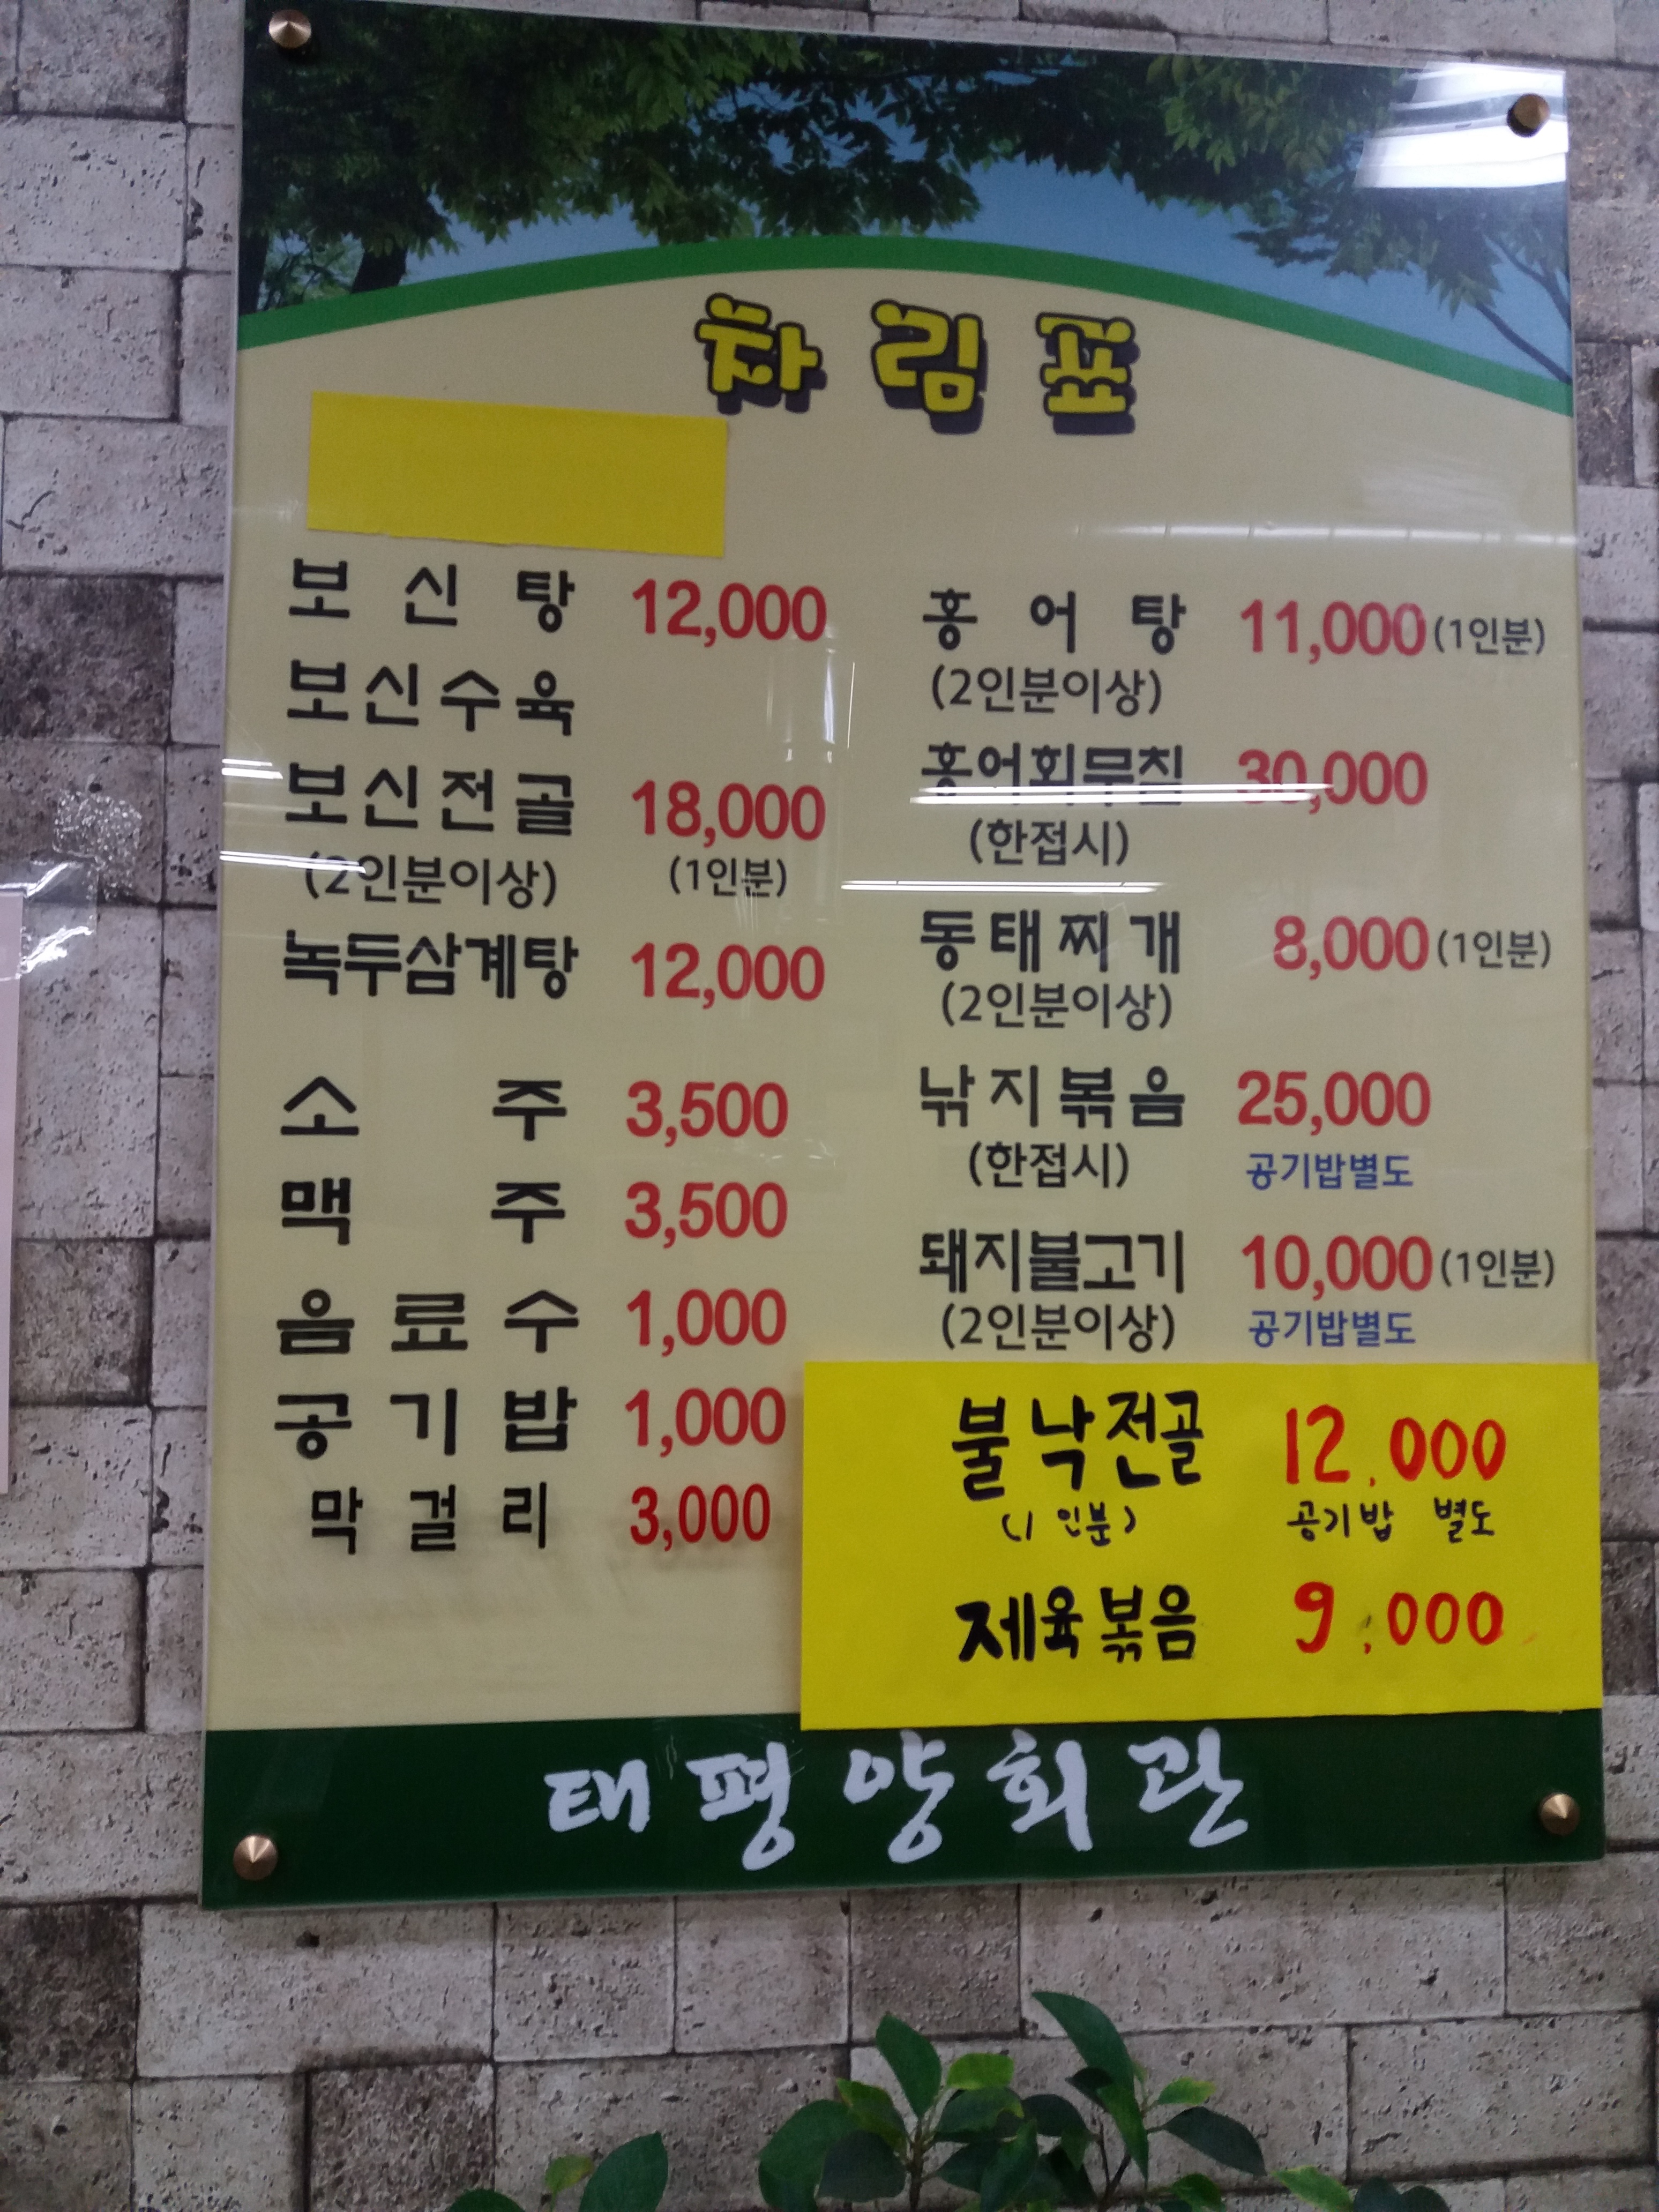 차림표
보신탕 12,000
보신수육
보신전골 18,000
(2인분이상) (1인분)
녹두삼계탕 12,000
소주 3,500
맥주 3,500
음료수 1,000
공기밥 1,000
막걸리 3,000
홍어탕 11,000 (1인분)
(2인분이상)
홍어회무침 30,000
(한접시)
동태찌개 8,000 (1인분)
(2인분이상)
낚지볶음 25,000
(한접시) 공기밥별도
돼지불고기 10,000 (1인분)
(2인분이상) 공기밥별도
불낙전골 12,000
(1인분) 공기밥 별도
제육볶음 9,000
태평양회관